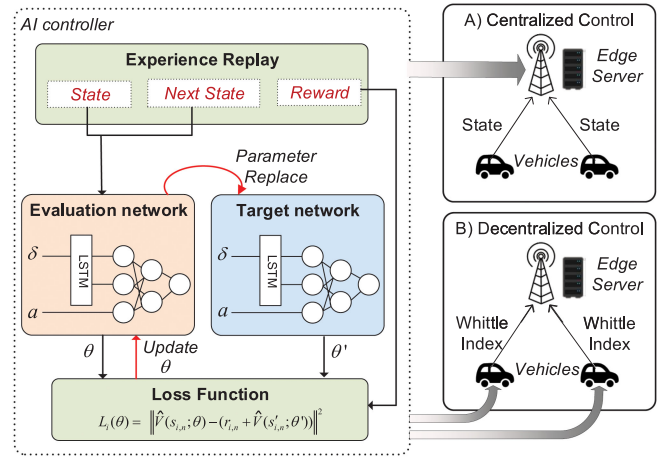 AI controller
Experience Replay
State
Next State
Reward
Parameter
Replace
Evaluation network
δ
LSTM
a
Target network
δ
LSTM
a
θ
Update
θ
θ'
Loss Function
L_i(θ) = ‖V̂(s_{i,n};θ)−(r_{i,n}+V̂(s'_{i,n};θ'))‖²
A) Centralized Control
Edge
Server
State
State
Vehicles
B) Decentralized Control
Edge
Server
Whittle
Index
Whittle
Index
Vehicles